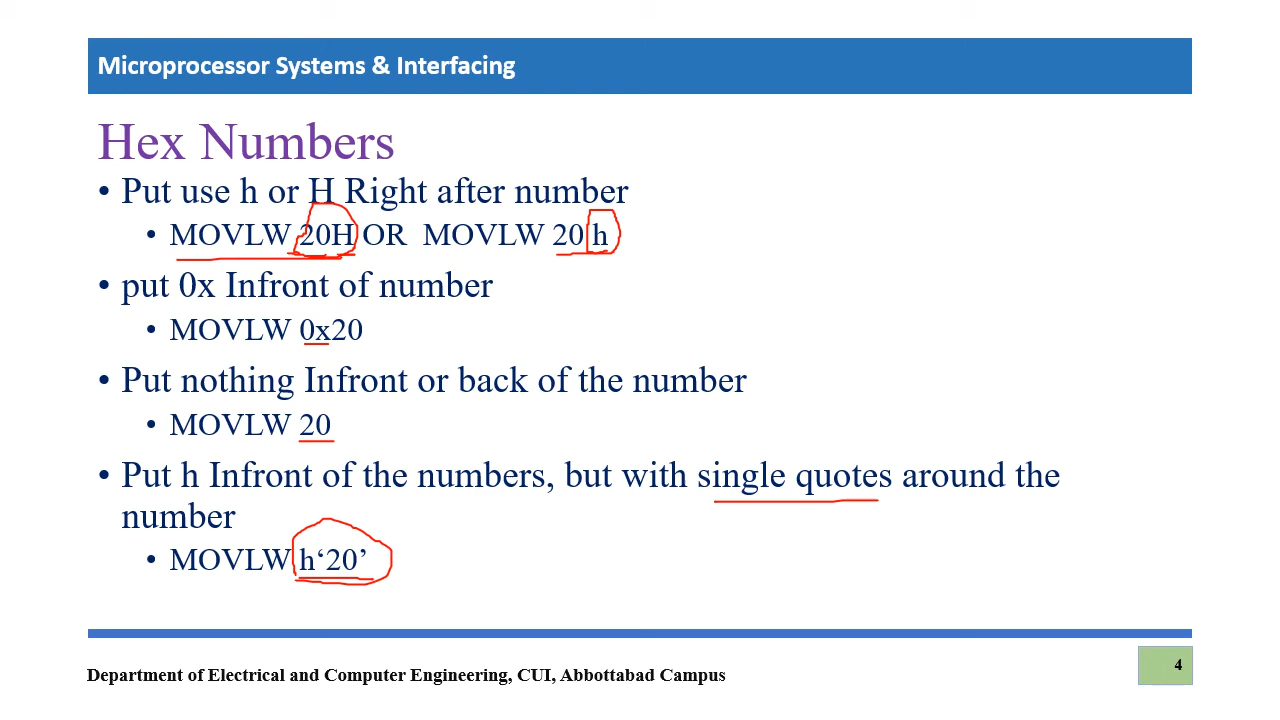 Microprocessor Systems & Interfacing
Hex Numbers
• Put use h or H Right after number
• MOVLW 20H OR MOVLW 20 h
• put 0x Infront of number
• MOVLW 0x20
• Put nothing Infront or back of the number
• MOVLW 20
• Put h Infront of the numbers, but with single quotes around the
number
• MOVLW h‘20’
Department of Electrical and Computer Engineering, CUI, Abbottabad Campus
4